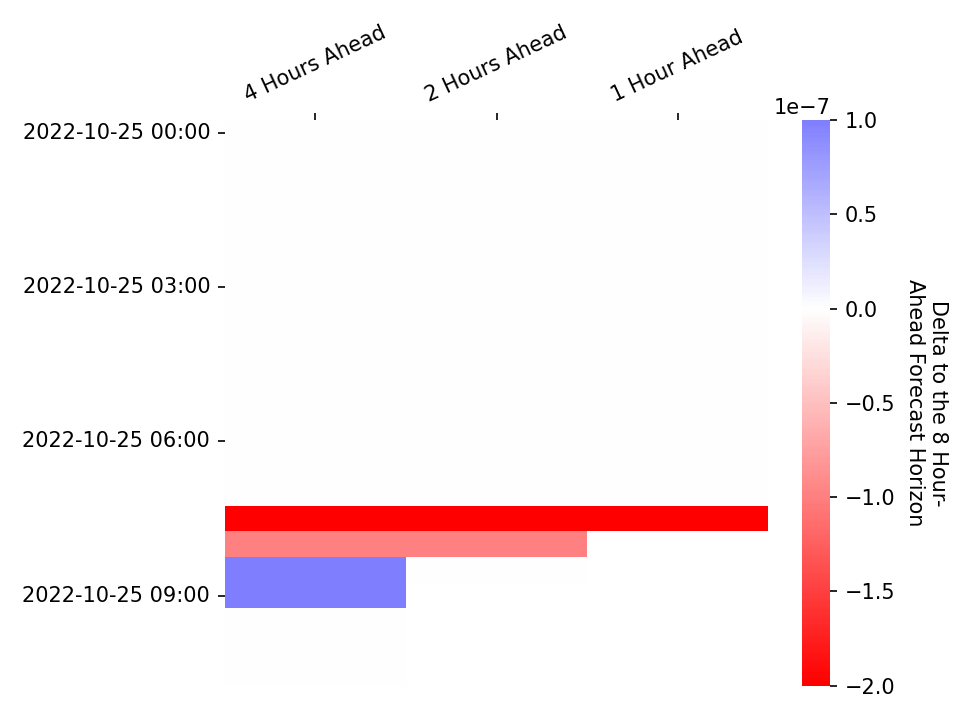 4 Hours Ahead
2 Hours Ahead
1 Hour Ahead
2022-10-25 00:00
2022-10-25 03:00
2022-10-25 06:00
2022-10-25 09:00
1e−7
1.0
0.5
0.0
−0.5
−1.0
−1.5
−2.0
Delta to the 8 Hour-
Ahead Forecast Horizon